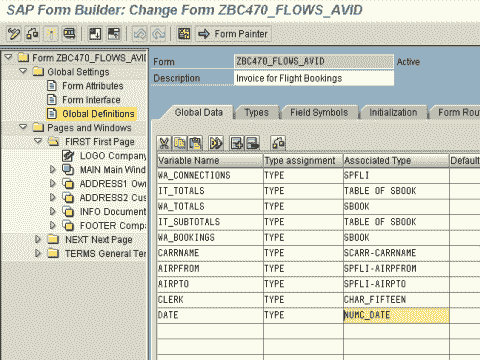 SAP Form Builder: Change Form ZBC470_FLOWS_AVID
Form Painter
Form ZBC470_FLOWS_AVI
Global Settings
Form Attributes
Form Interface
Global Definitions
Pages and Windows
FIRST First Page
LOGO Company
MAIN Main Wind
ADDRESS1 Own
ADDRESS2 Cus
INFO Document
FOOTER Compa
NEXT Next Page
TERMS General Ter
Form ZBC470_FLOWS_AVID Active
Description Invoice for Flight Bookings
Global Data Types Field Symbols Initialization Form Rou
Variable Name Type assignment Associated Type Default
WA_CONNECTIONS TYPE SPFLI
IT_TOTALS TYPE TABLE OF SBOOK
WA_TOTALS TYPE SBOOK
IT_SUBTOTALS TYPE TABLE OF SBOOK
WA_BOOKINGS TYPE SBOOK
CARRNAME TYPE SCARR-CARRNAME
AIRPFROM TYPE SPFLI-AIRPFROM
AIRPTO TYPE SPFLI-AIRPTO
CLERK TYPE CHAR_FIFTEEN
DATE TYPE NUMC_DATE